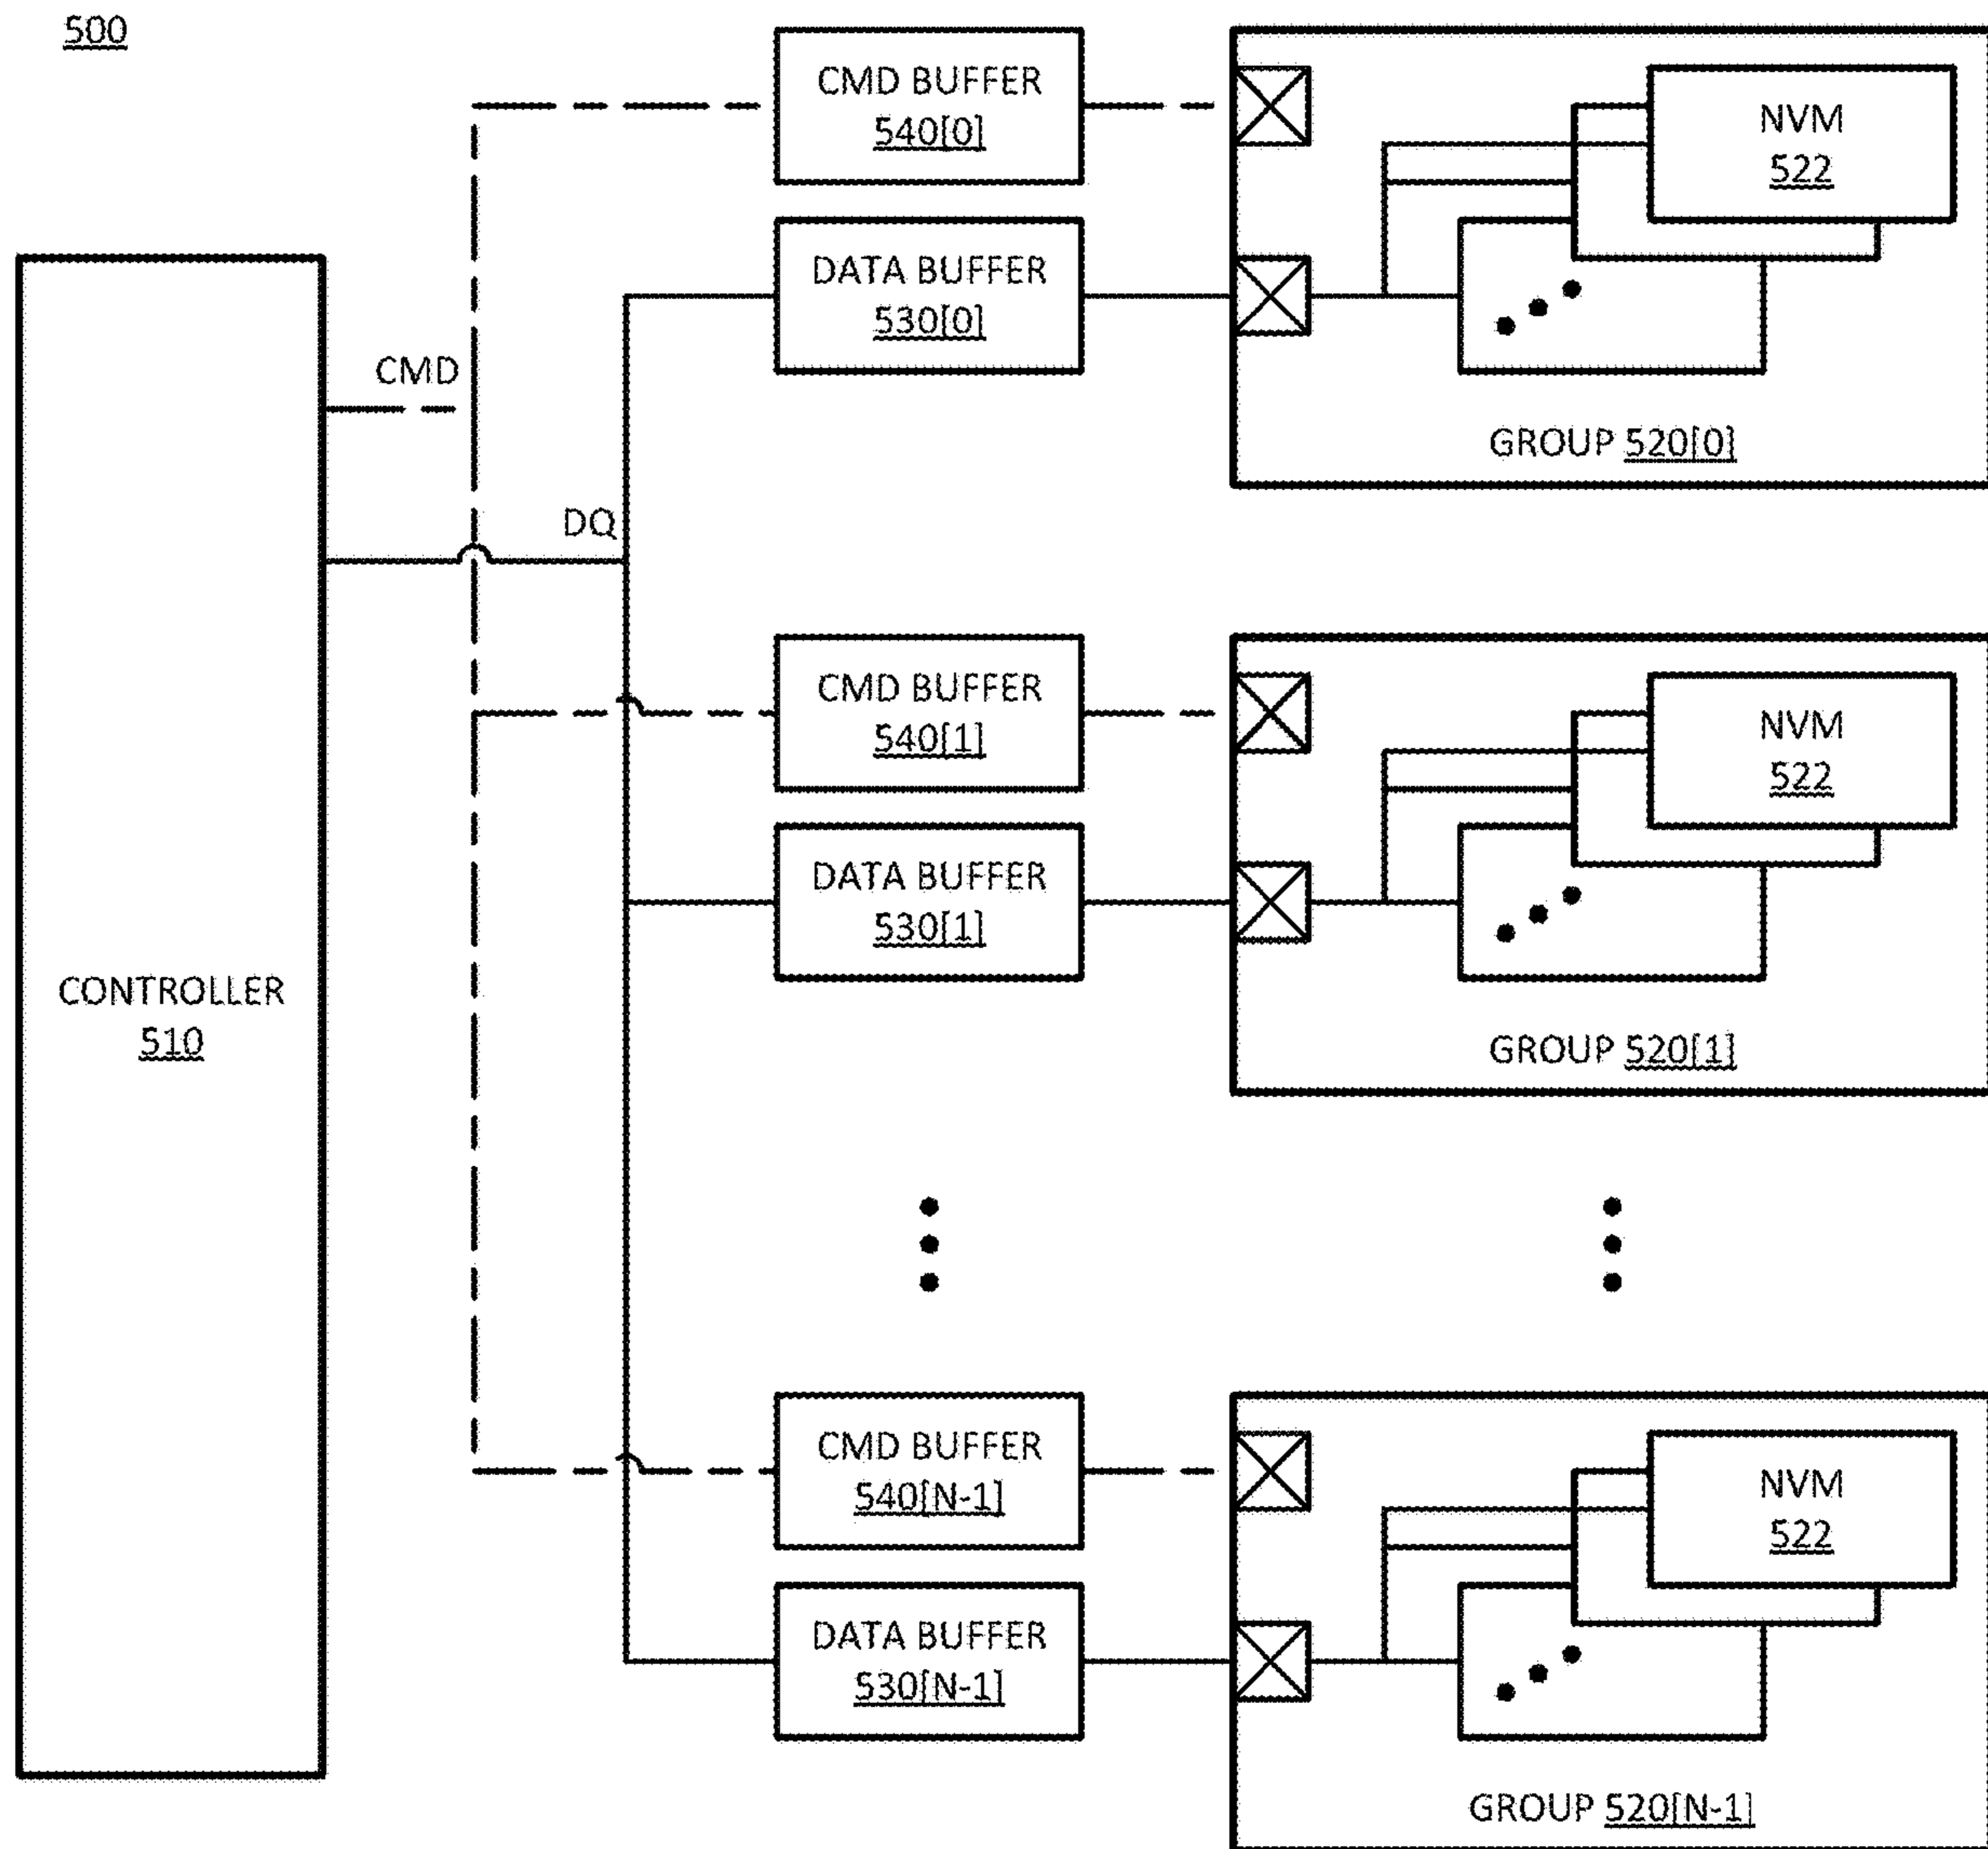 500
CMD BUFFER
540[0]
NVM
522
DATA BUFFER
530[0]
GROUP 520[0]
CMD
DQ
CONTROLLER
510
CMD BUFFER
540[1]
NVM
522
DATA BUFFER
530[1]
GROUP 520[1]
CMD BUFFER
540[N-1]
NVM
522
DATA BUFFER
530[N-1]
GROUP 520[N-1]